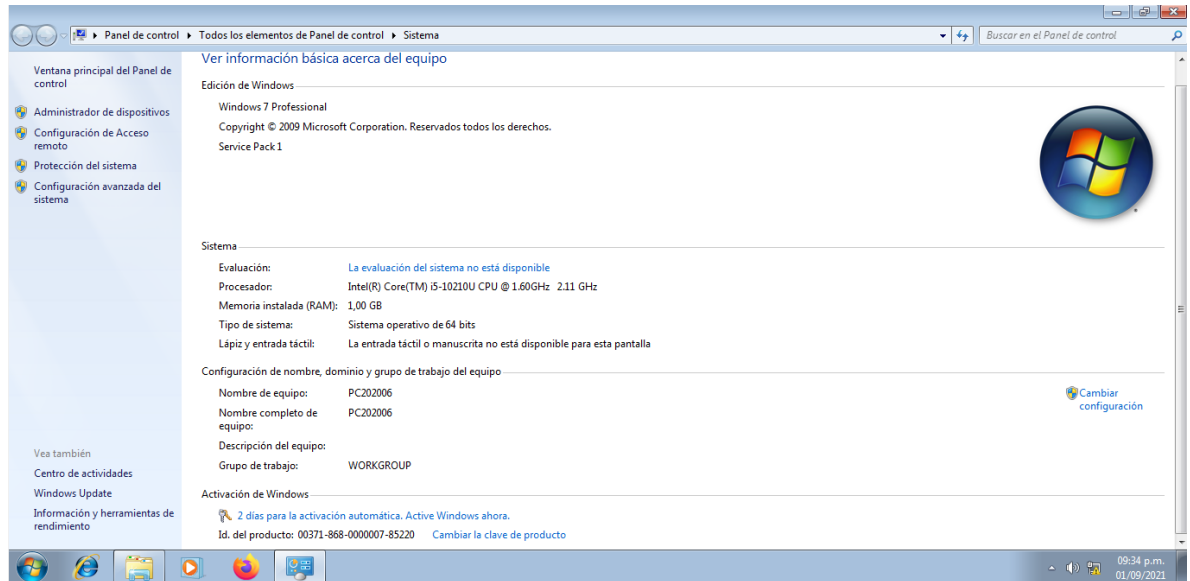 Panel de control ▸ Todos los elementos de Panel de control ▸ Sistema
Buscar en el Panel de control
Ventana principal del Panel de
control
Administrador de dispositivos
Configuración de Acceso
remoto
Protección del sistema
Configuración avanzada del
sistema
Vea también
Centro de actividades
Windows Update
Información y herramientas de
rendimiento
Ver información básica acerca del equipo
Edición de Windows
Windows 7 Professional
Copyright © 2009 Microsoft Corporation. Reservados todos los derechos.
Service Pack 1
Sistema
Evaluación: La evaluación del sistema no está disponible
Procesador: Intel(R) Core(TM) i5-10210U CPU @ 1.60GHz 2.11 GHz
Memoria instalada (RAM): 1,00 GB
Tipo de sistema: Sistema operativo de 64 bits
Lápiz y entrada táctil: La entrada táctil o manuscrita no está disponible para esta pantalla
Configuración de nombre, dominio y grupo de trabajo del equipo
Nombre de equipo: PC202006
Cambiar
configuración
Nombre completo de PC202006
equipo:
Descripción del equipo:
Grupo de trabajo: WORKGROUP
Activación de Windows
2 días para la activación automática. Active Windows ahora.
Id. del producto: 00371-868-0000007-85220 Cambiar la clave de producto
09:34 p.m.
01/09/2021